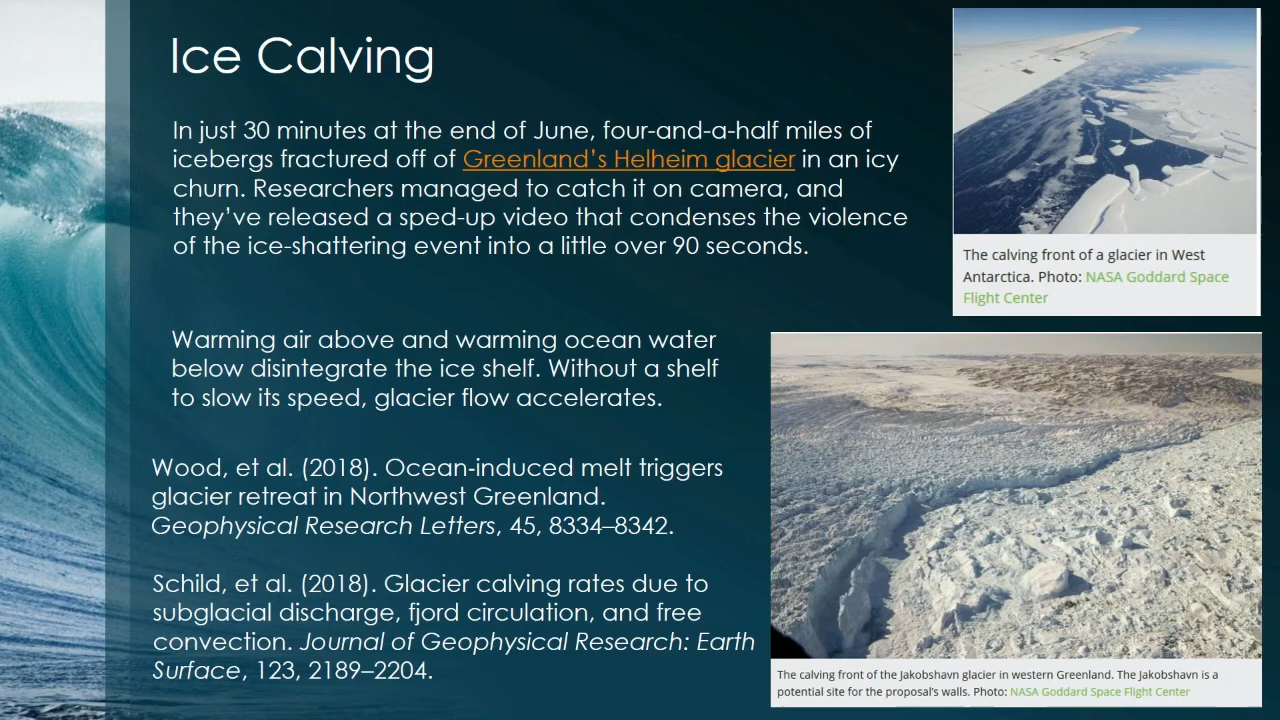 Ice Calving
In just 30 minutes at the end of June, four-and-a-half miles of
icebergs fractured off of Greenland's Helheim glacier in an icy
churn. Researchers managed to catch it on camera, and
they've released a sped-up video that condenses the violence
of the ice-shattering event into a little over 90 seconds.
The calving front of a glacier in West
Antarctica. Photo: NASA Goddard Space
Flight Center
Warming air above and warming ocean water
below disintegrate the ice shelf. Without a shelf
to slow its speed, glacier flow accelerates.
Wood, et al. (2018). Ocean-induced melt triggers
glacier retreat in Northwest Greenland.
Geophysical Research Letters, 45, 8334–8342.
Schild, et al. (2018). Glacier calving rates due to
subglacial discharge, fjord circulation, and free
convection. Journal of Geophysical Research: Earth
Surface, 123, 2189–2204.
The calving front of the Jakobshavn glacier in western Greenland. The Jakobshavn is a
potential site for the proposal's walls. Photo: NASA Goddard Space Flight Center